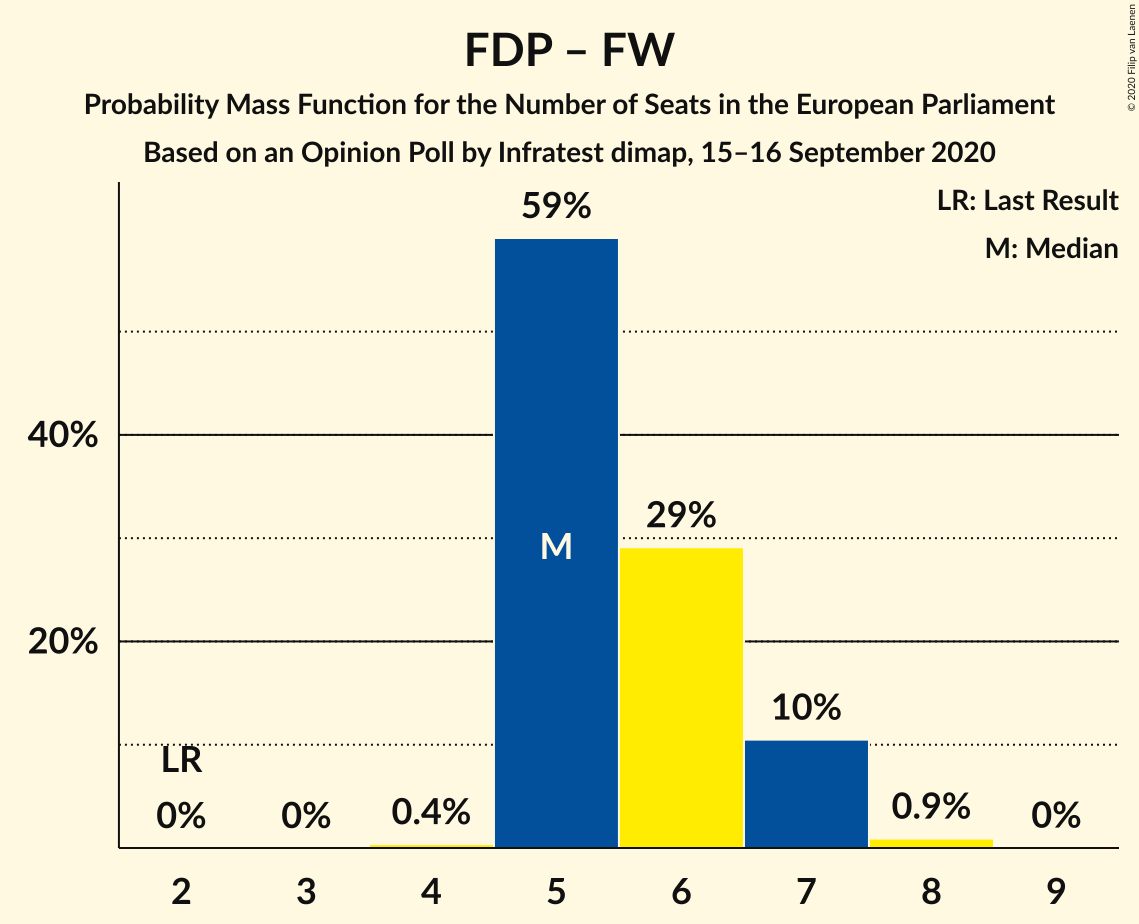 FDP – FW
Probability Mass Function for the Number of Seats in the European Parliament
Based on an Opinion Poll by Infratest dimap, 15–16 September 2020
© 2020 Filip van Laenen
LR: Last Result
M: Median
59%
40%
M
29%
20%
10%
LR
0%
0%
0.4%
0.9%
0%
2
3
4
5
6
7
8
9